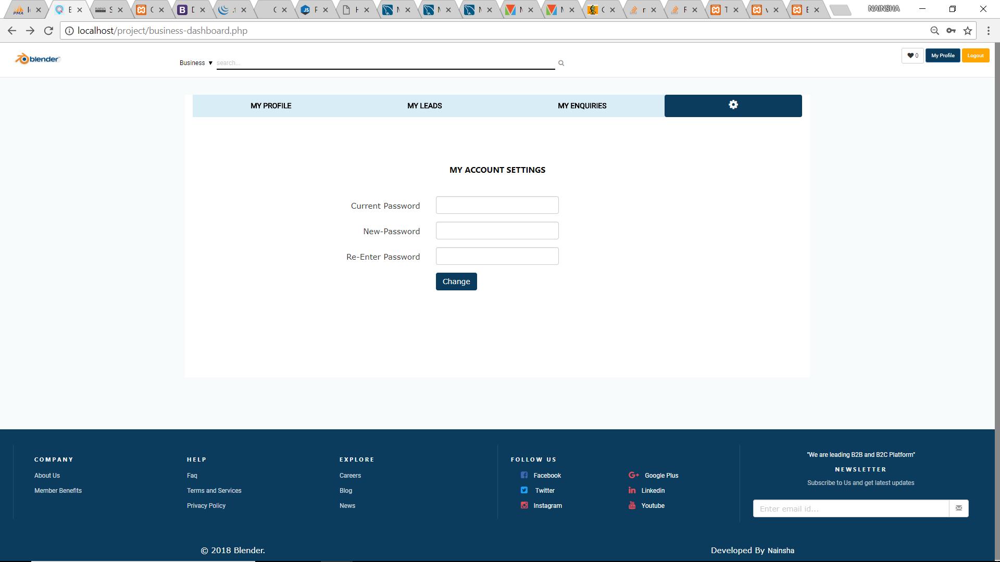 NAINSHA
localhost/project/business-dashboard.php
blender
Business ▼ search...
0
My Profile
Logout
MY PROFILE
MY LEADS
MY ENQUIRIES
MY ACCOUNT SETTINGS
Current Password
New-Password
Re-Enter Password
Change
COMPANY
About Us
Member Benefits
HELP
Faq
Terms and Services
Privacy Policy
EXPLORE
Careers
Blog
News
FOLLOW US
Facebook
Twitter
Instagram
Google Plus
Linkedin
Youtube
"We are leading B2B and B2C Platform"
NEWSLETTER
Subscribe to Us and get latest updates
Enter email id...
© 2018 Blender.
Developed By Nainsha